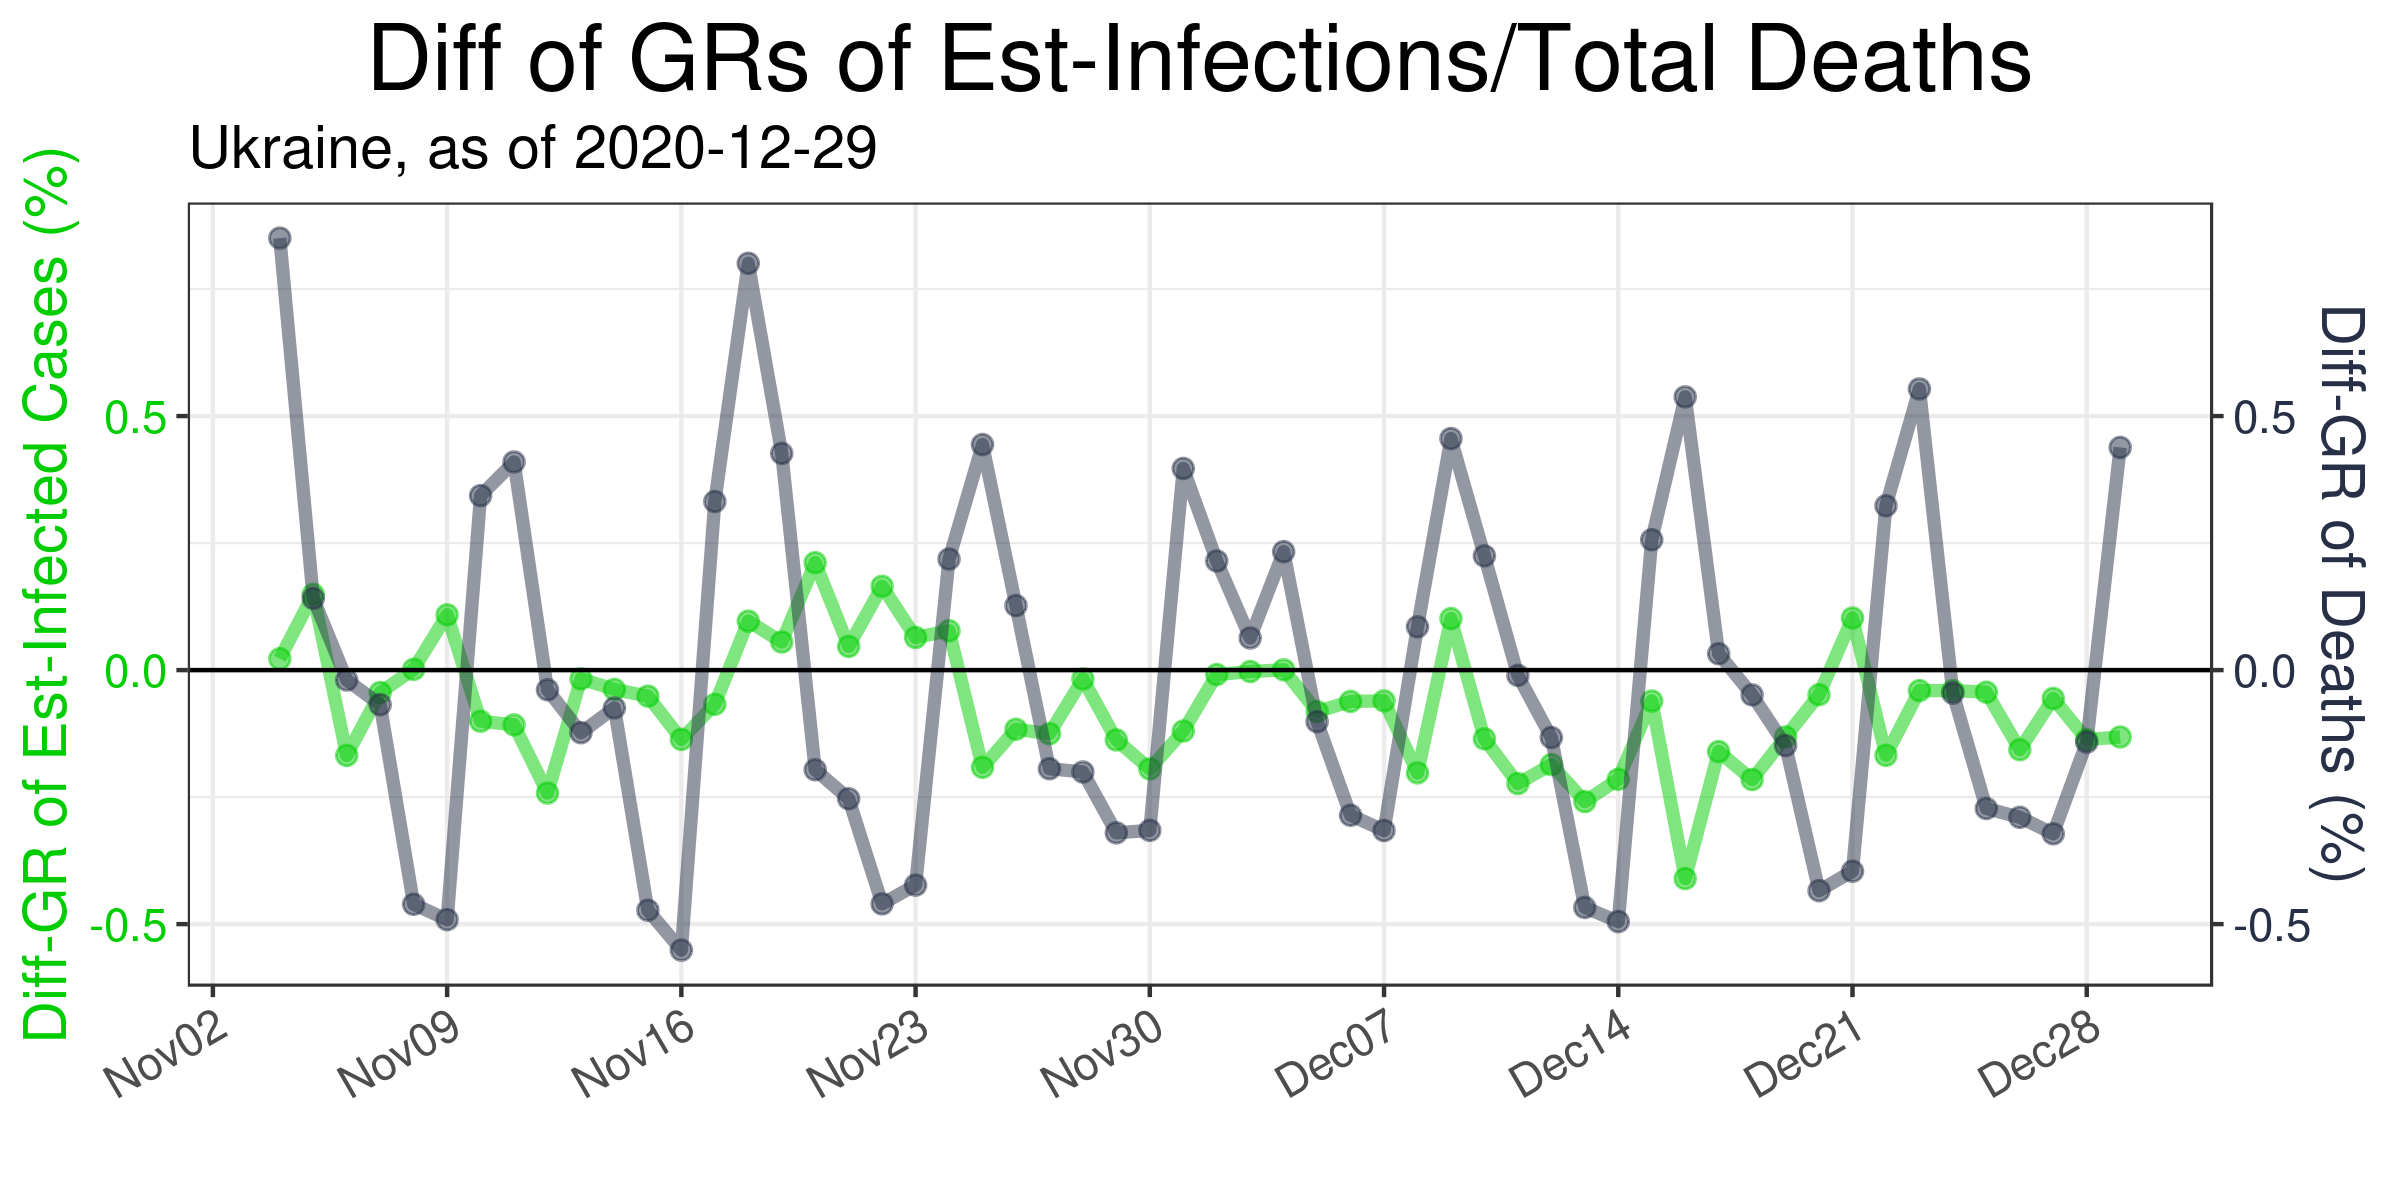 Diff of GRs of Est-Infections/Total Deaths
Ukraine, as of 2020-12-29
Diff-GR of Est-Infected Cases (%)
0.5
0.0
-0.5
0.5
0.0
-0.5
Diff-GR of Deaths (%)
Nov02
Nov09
Nov16
Nov23
Nov30
Dec07
Dec14
Dec21
Dec28